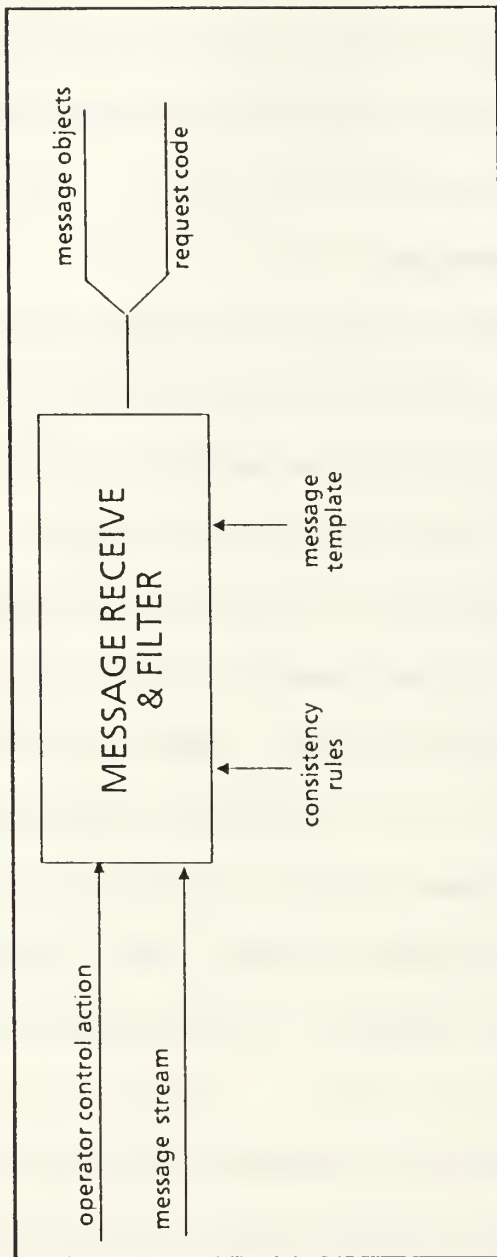 operator control action
message stream
MESSAGE RECEIVE
& FILTER
consistency
rules
message
template
message objects
request code